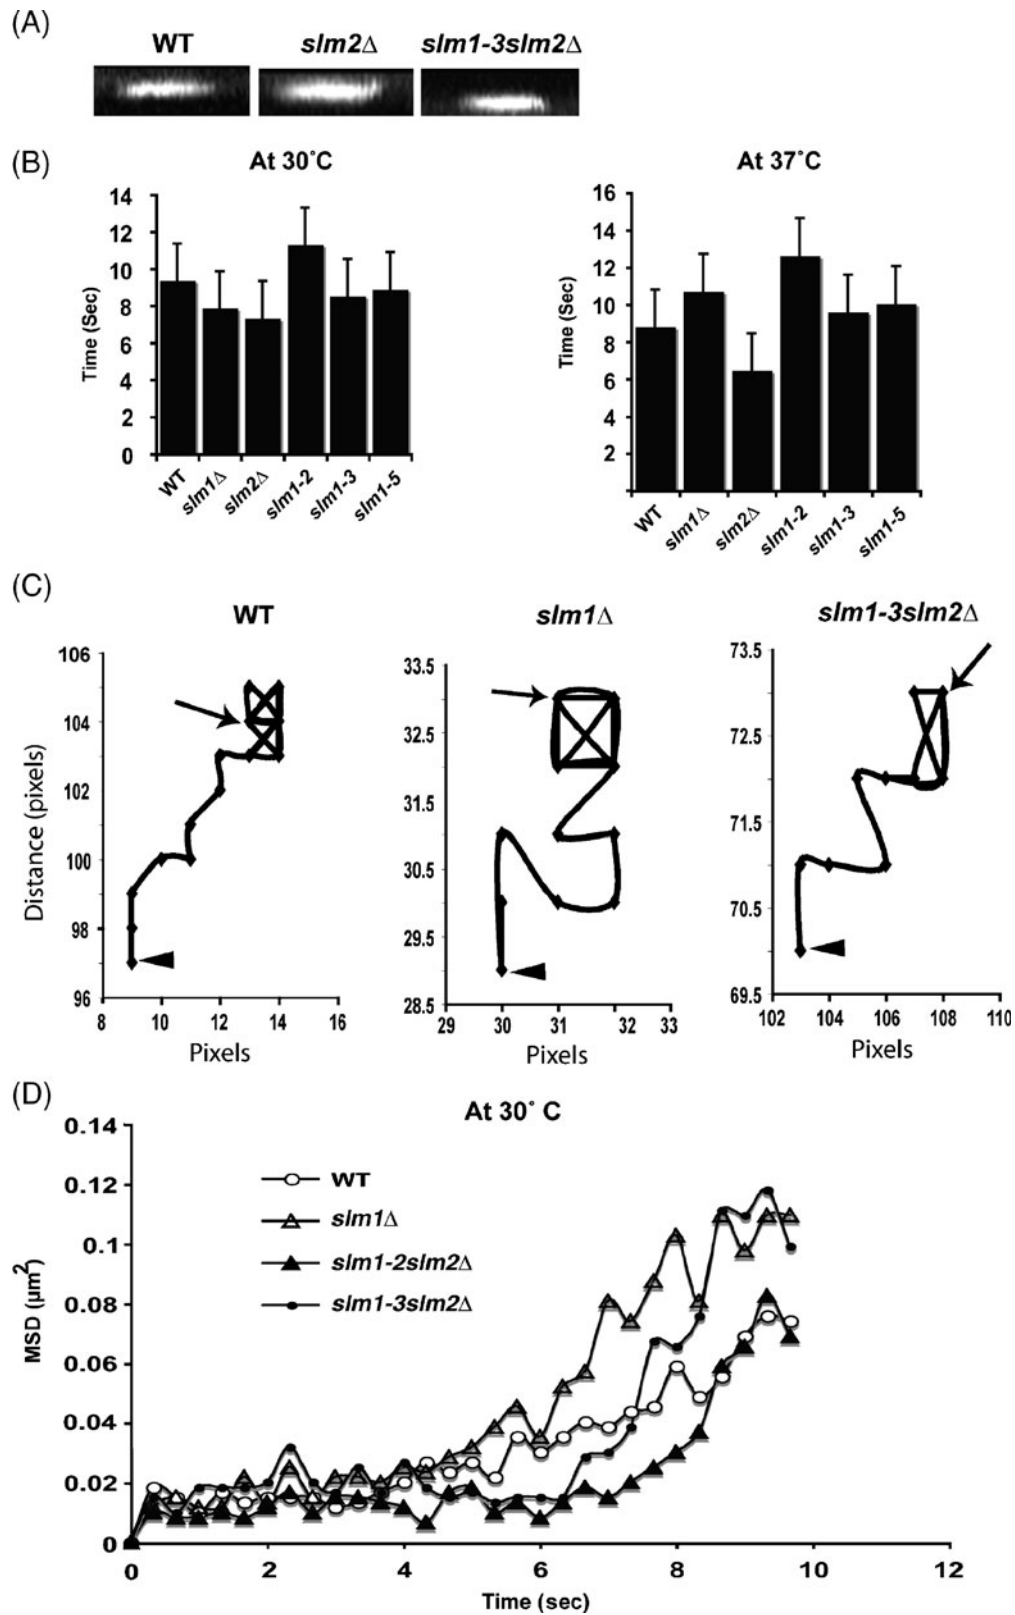 (A)
WT slm2Δ slm1-3slm2Δ
(B)
At 30°C At 37°C
Time (Sec)
14
12
10
8
6
4
2
0
WT slm1Δ slm2Δ slm1-2 slm1-3 slm1-5
Time (Sec)
16
14
12
10
8
6
4
2
WT slm1Δ slm2Δ slm1-2 slm1-3 slm1-5
(C)
WT slm1Δ slm1-3slm2Δ
Distance (pixels)
106
104
102
100
98
96
8 10 12 14 16
Pixels
33.5
32.5
31.5
30.5
29.5
28.5
29 30 31 32 33
Pixels
73.5
72.5
71.5
70.5
69.5
102 104 106 108 110
Pixels
(D)
At 30° C
MSD (µm²)
0.14
0.12
0.1
0.08
0.06
0.04
0.02
0
WT
slm1Δ
slm1-2slm2Δ
slm1-3slm2Δ
0 2 4 6 8 10 12
Time (sec)